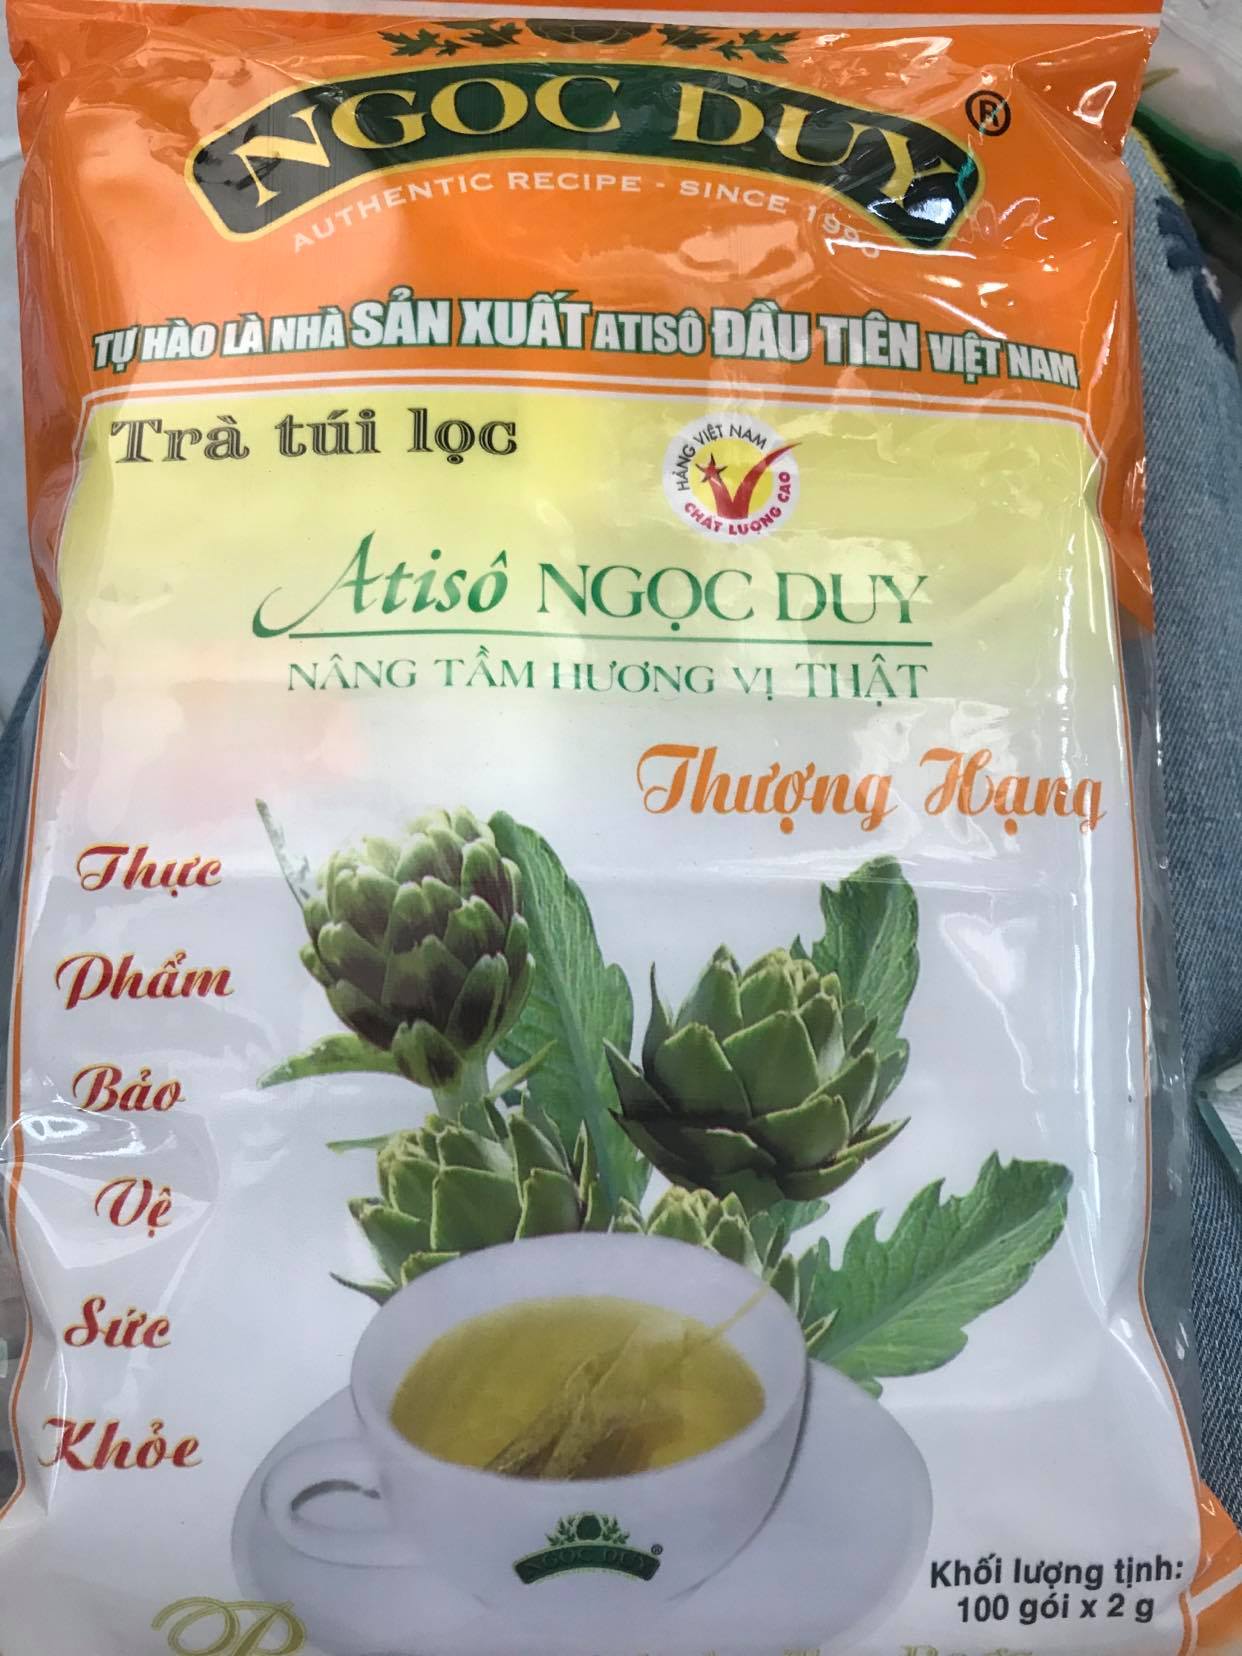 NGỌC DUY ®
AUTHENTIC RECIPE - SINCE
TỰ HÀO LÀ NHÀ SẢN XUẤT ATISÔ ĐẦU TIÊN VIỆT NAM
Trà túi lọc
HÀNG VIỆT NAM
CHẤT LƯỢNG CAO
Atisô NGỌC DUY
NÂNG TẦM HƯƠNG VỊ THẬT
Thượng Hạng
Thực
Phẩm
Bảo
Vệ
Sức
Khỏe
NGỌC DUY ®
Khối lượng tịnh:
100 gói x 2 g